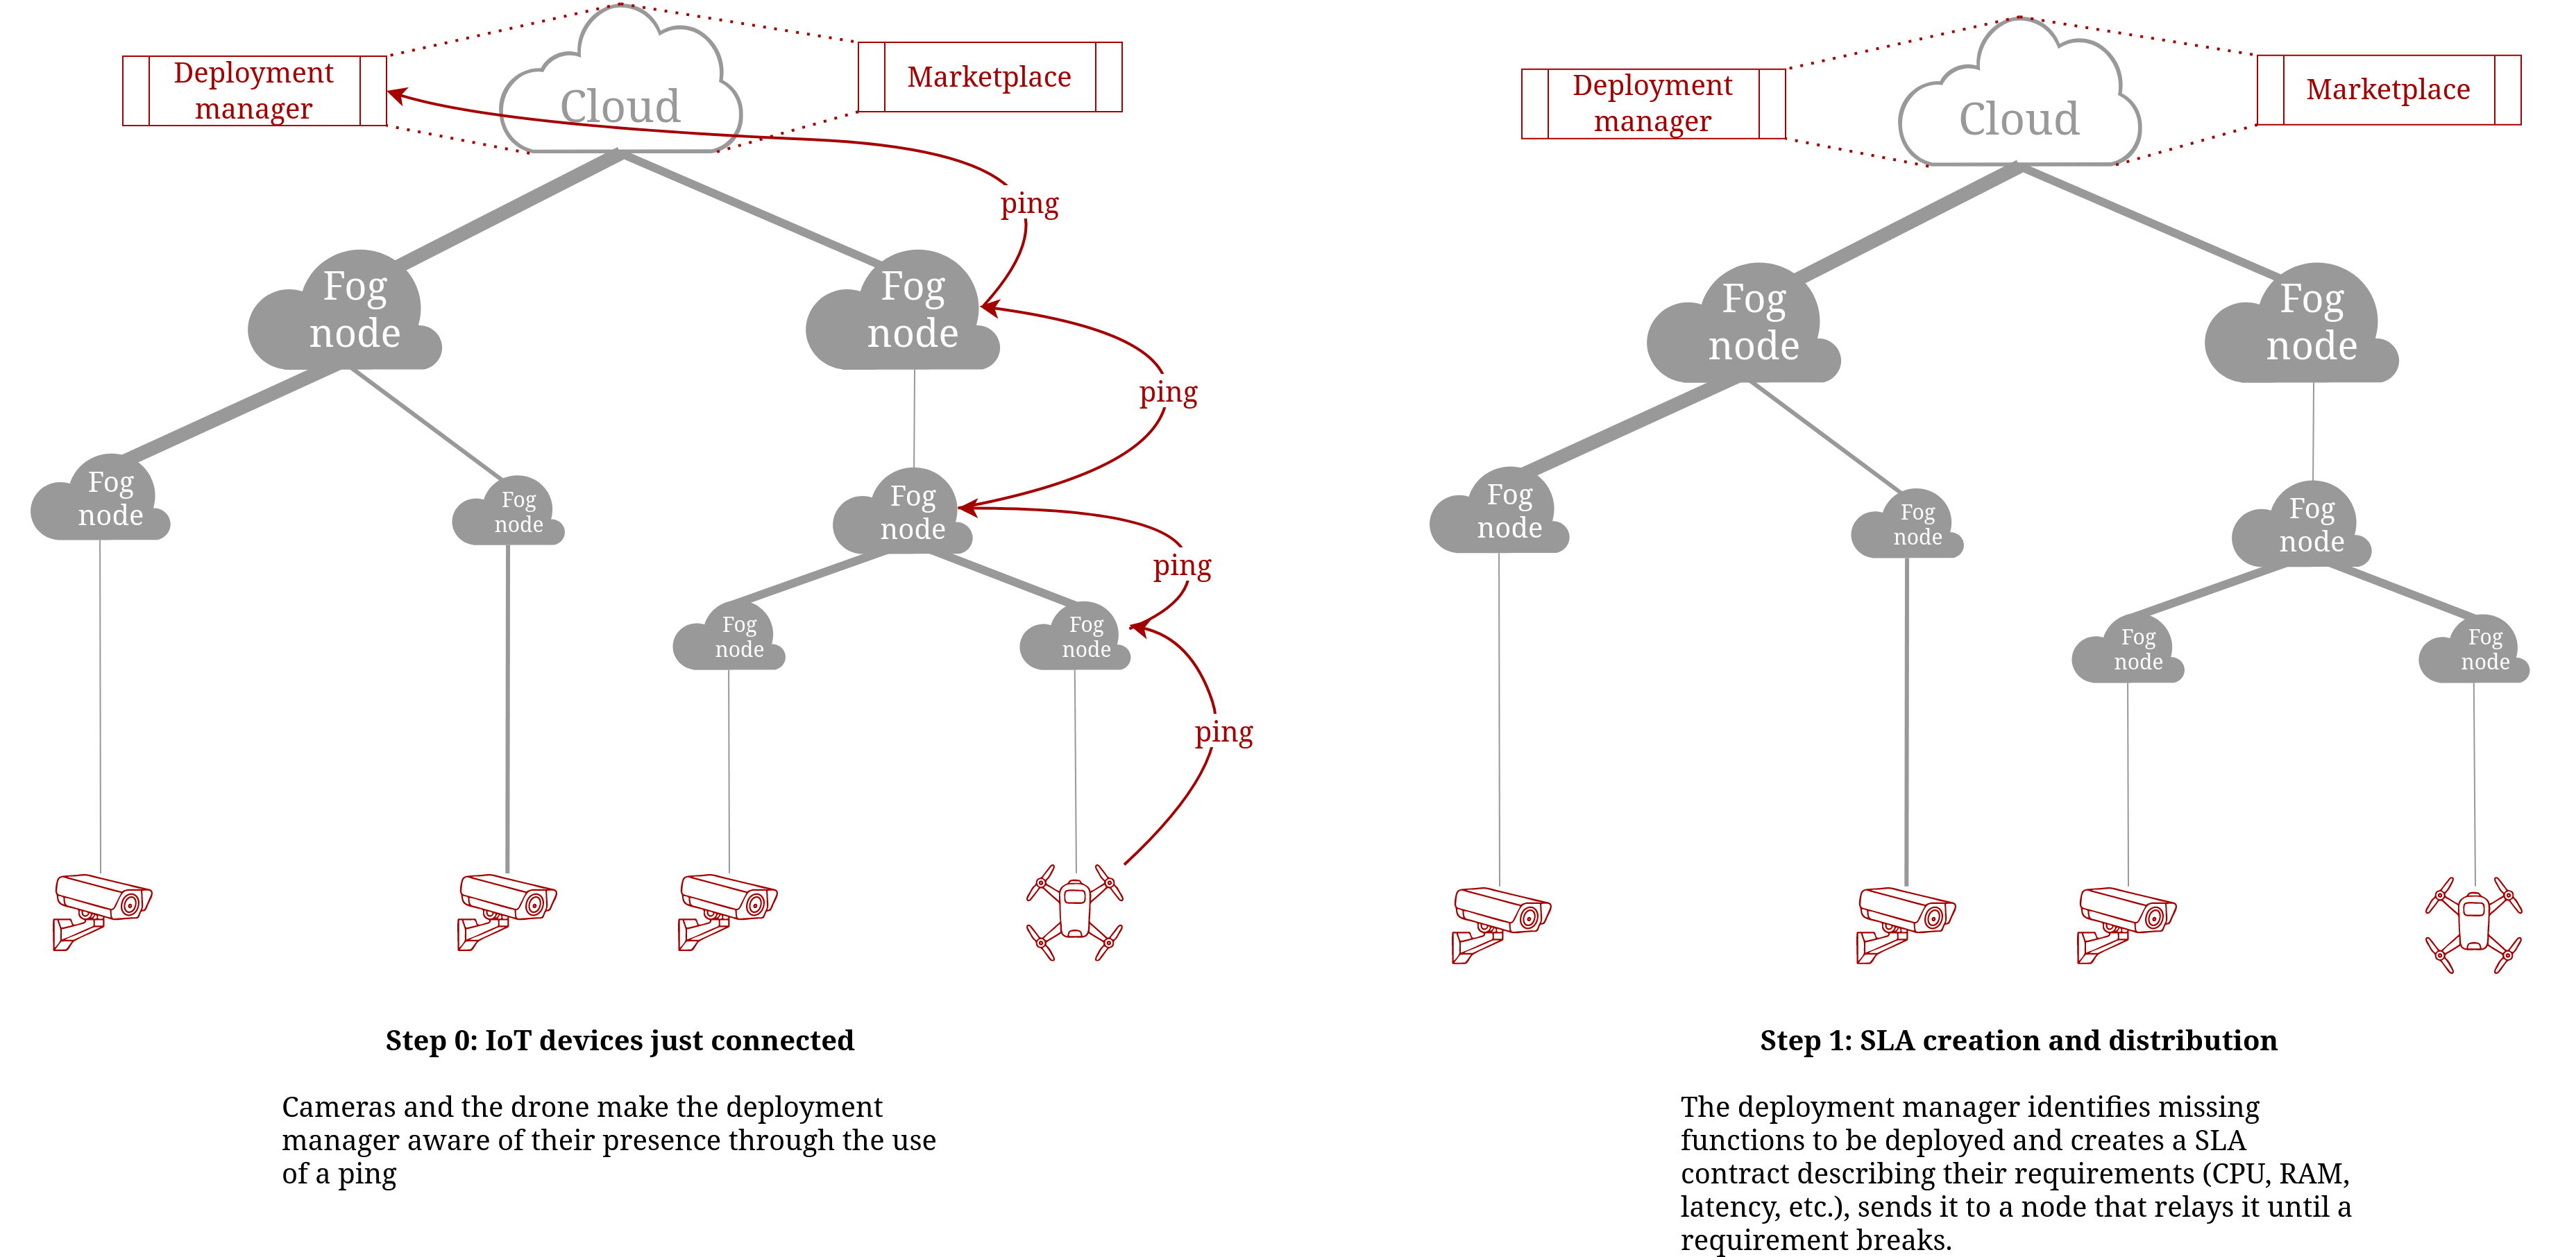 Deployment
manager
Cloud
Marketplace
ping
Fog
node
Fog
node
ping
Fog
node
Fog
node
Fog
node
ping
Fog
node
Fog
node
ping
Step 0: IoT devices just connected
Cameras and the drone make the deployment
manager aware of their presence through the use
of a ping
Deployment
manager
Cloud
Marketplace
Fog
node
Fog
node
Fog
node
Fog
node
Fog
node
Fog
node
Fog
node
Step 1: SLA creation and distribution
The deployment manager identifies missing
functions to be deployed and creates a SLA
contract describing their requirements (CPU, RAM,
latency, etc.), sends it to a node that relays it until a
requirement breaks.